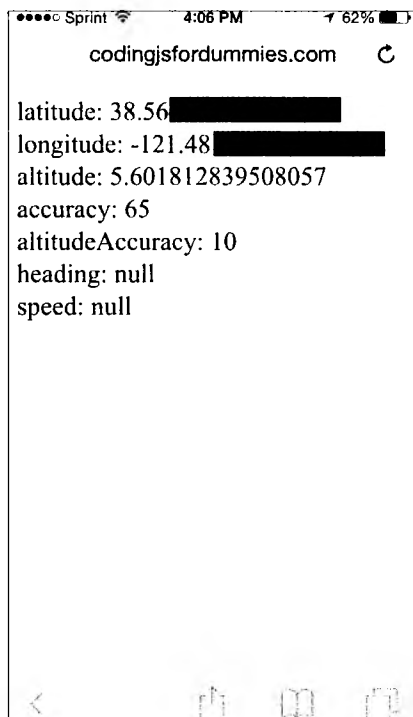 Sprint 4:06 PM 62%
codingjsfordummies.com
latitude: 38.56
longitude: -121.48
altitude: 5.601812839508057
accuracy: 65
altitudeAccuracy: 10
heading: null
speed: null